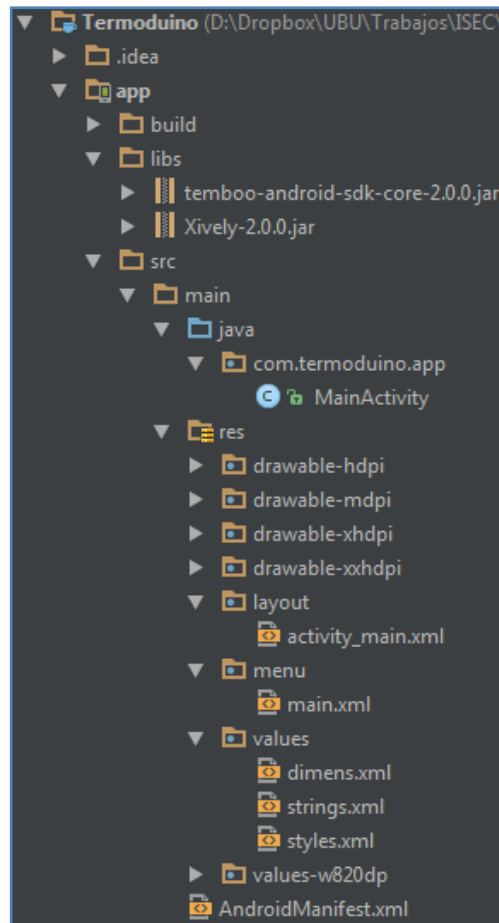 Termoduino (D:\Dropbox\UBU\Trabajos\ISEC\
.idea
app
build
libs
temboo-android-sdk-core-2.0.0.jar
Xively-2.0.0.jar
src
main
java
com.termoduino.app
C MainActivity
res
drawable-hdpi
drawable-mdpi
drawable-xhdpi
drawable-xxhdpi
layout
activity_main.xml
menu
main.xml
values
dimens.xml
strings.xml
styles.xml
values-w820dp
AndroidManifest.xml